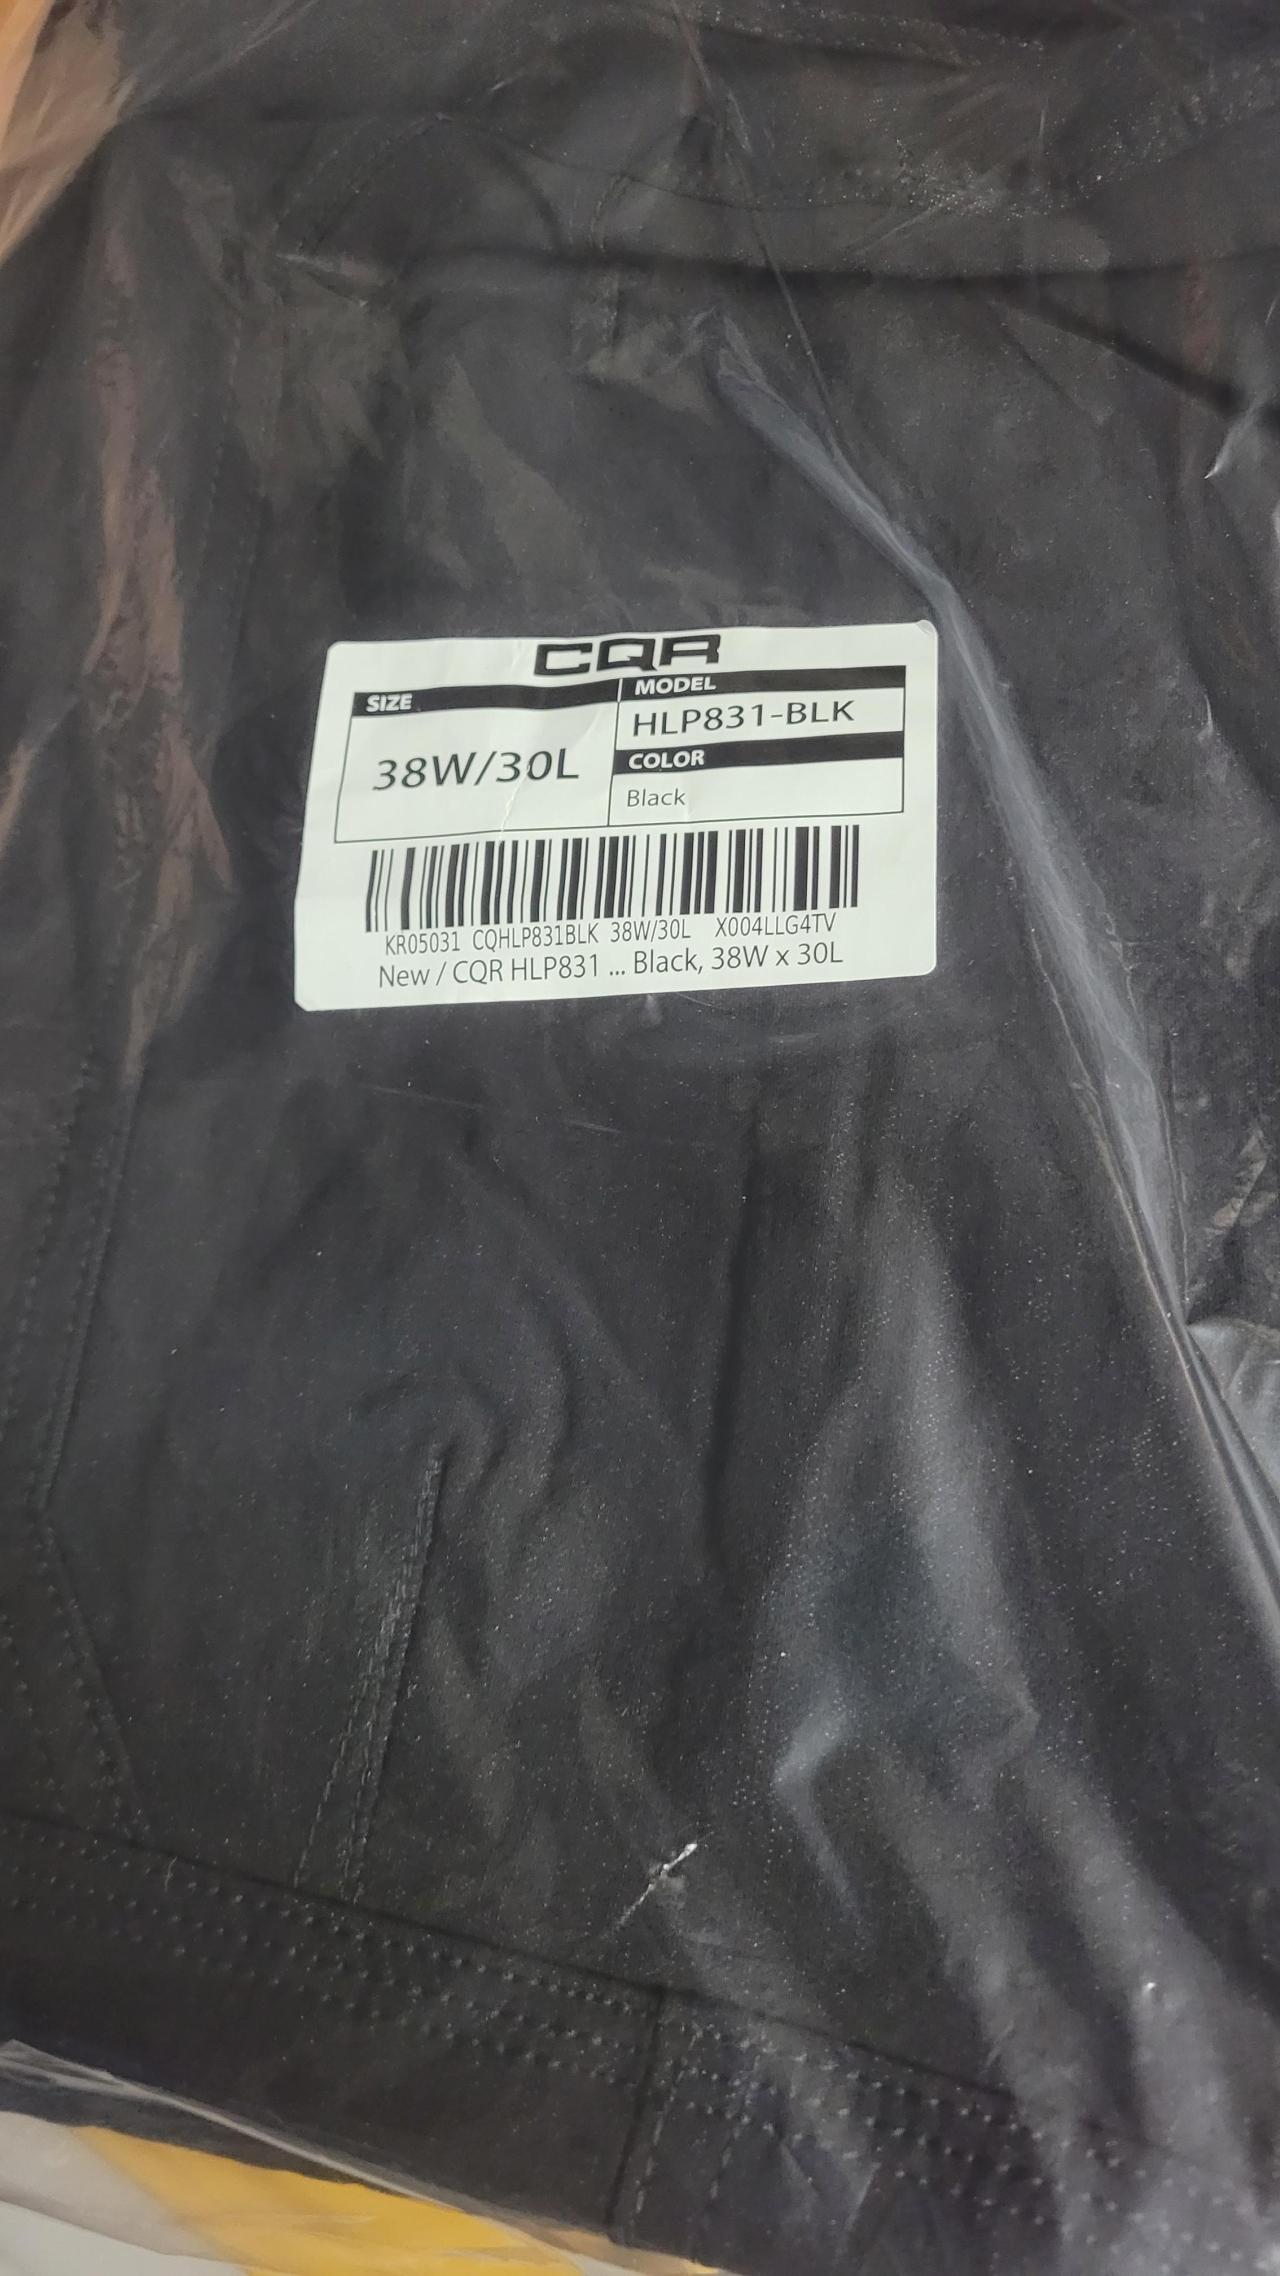 CQR
SIZE
MODEL
38W/30L
HLP831-BLK
COLOR
Black
KR05031 CQHLP831BLK 38W/30L X004LLG4TV
New / CQR HLP831 ... Black, 38W x 30L